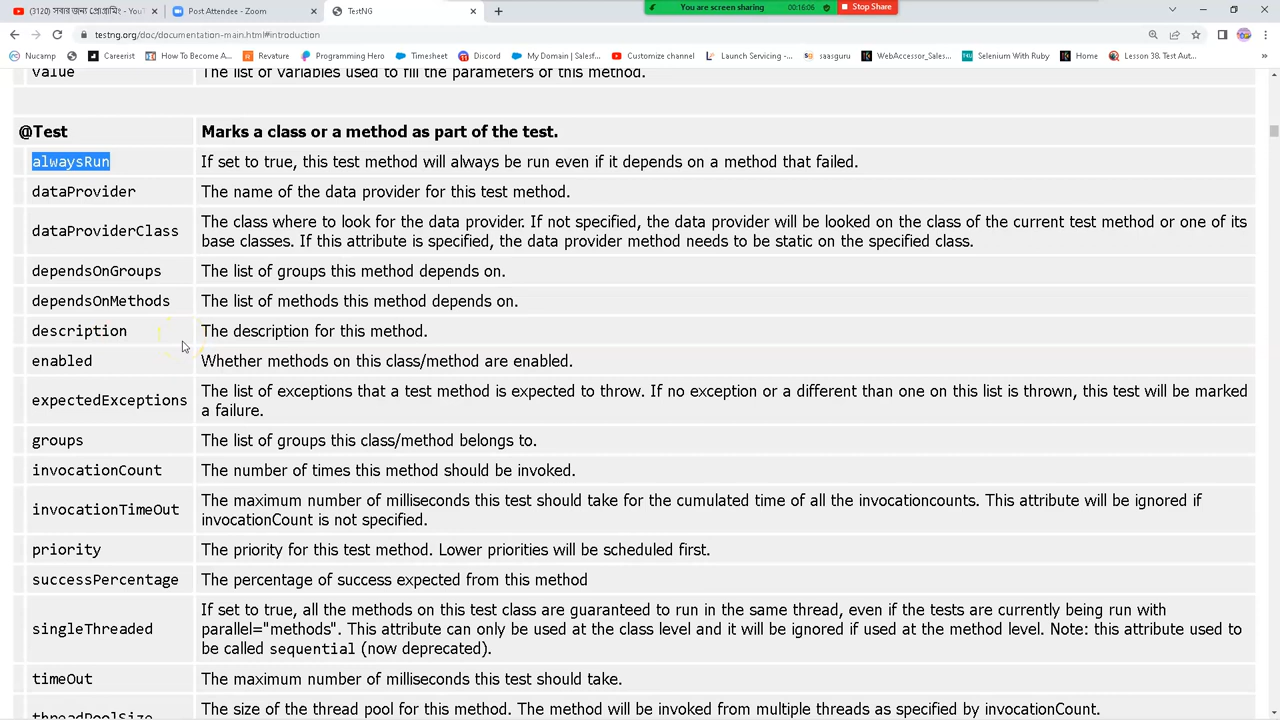 (3120) সবার জন্য প্রোগ্রামিং - You
Post Attendee - Zoom
TestNG
You are screen sharing
00:16:06
Stop Share
testng.org/doc/documentation-main.html#introduction
Nucamp
Careerist
How To Become A...
Revature
Programming Hero
Timesheet
Discord
My Domain | Salesf...
Customize channel
Launch Servicing -...
.saasguru
WebAccessor_Sales...
Selenium With Ruby
Home
Lesson 38. Test Aut...
value The list of variables used to fill the parameters of this method.
@Test Marks a class or a method as part of the test.
alwaysRun If set to true, this test method will always be run even if it depends on a method that failed.
dataProvider The name of the data provider for this test method.
dataProviderClass The class where to look for the data provider. If not specified, the data provider will be looked on the class of the current test method or one of its
base classes. If this attribute is specified, the data provider method needs to be static on the specified class.
dependsOnGroups The list of groups this method depends on.
dependsOnMethods The list of methods this method depends on.
description The description for this method.
enabled Whether methods on this class/method are enabled.
expectedExceptions The list of exceptions that a test method is expected to throw. If no exception or a different than one on this list is thrown, this test will be marked
a failure.
groups The list of groups this class/method belongs to.
invocationCount The number of times this method should be invoked.
invocationTimeOut The maximum number of milliseconds this test should take for the cumulated time of all the invocationcounts. This attribute will be ignored if
invocationCount is not specified.
priority The priority for this test method. Lower priorities will be scheduled first.
successPercentage The percentage of success expected from this method
singleThreaded If set to true, all the methods on this test class are guaranteed to run in the same thread, even if the tests are currently being run with
parallel="methods". This attribute can only be used at the class level and it will be ignored if used at the method level. Note: this attribute used to
be called sequential (now deprecated).
timeOut The maximum number of milliseconds this test should take.
threadPoolSize The size of the thread pool for this method. The method will be invoked from multiple threads as specified by invocationCount.